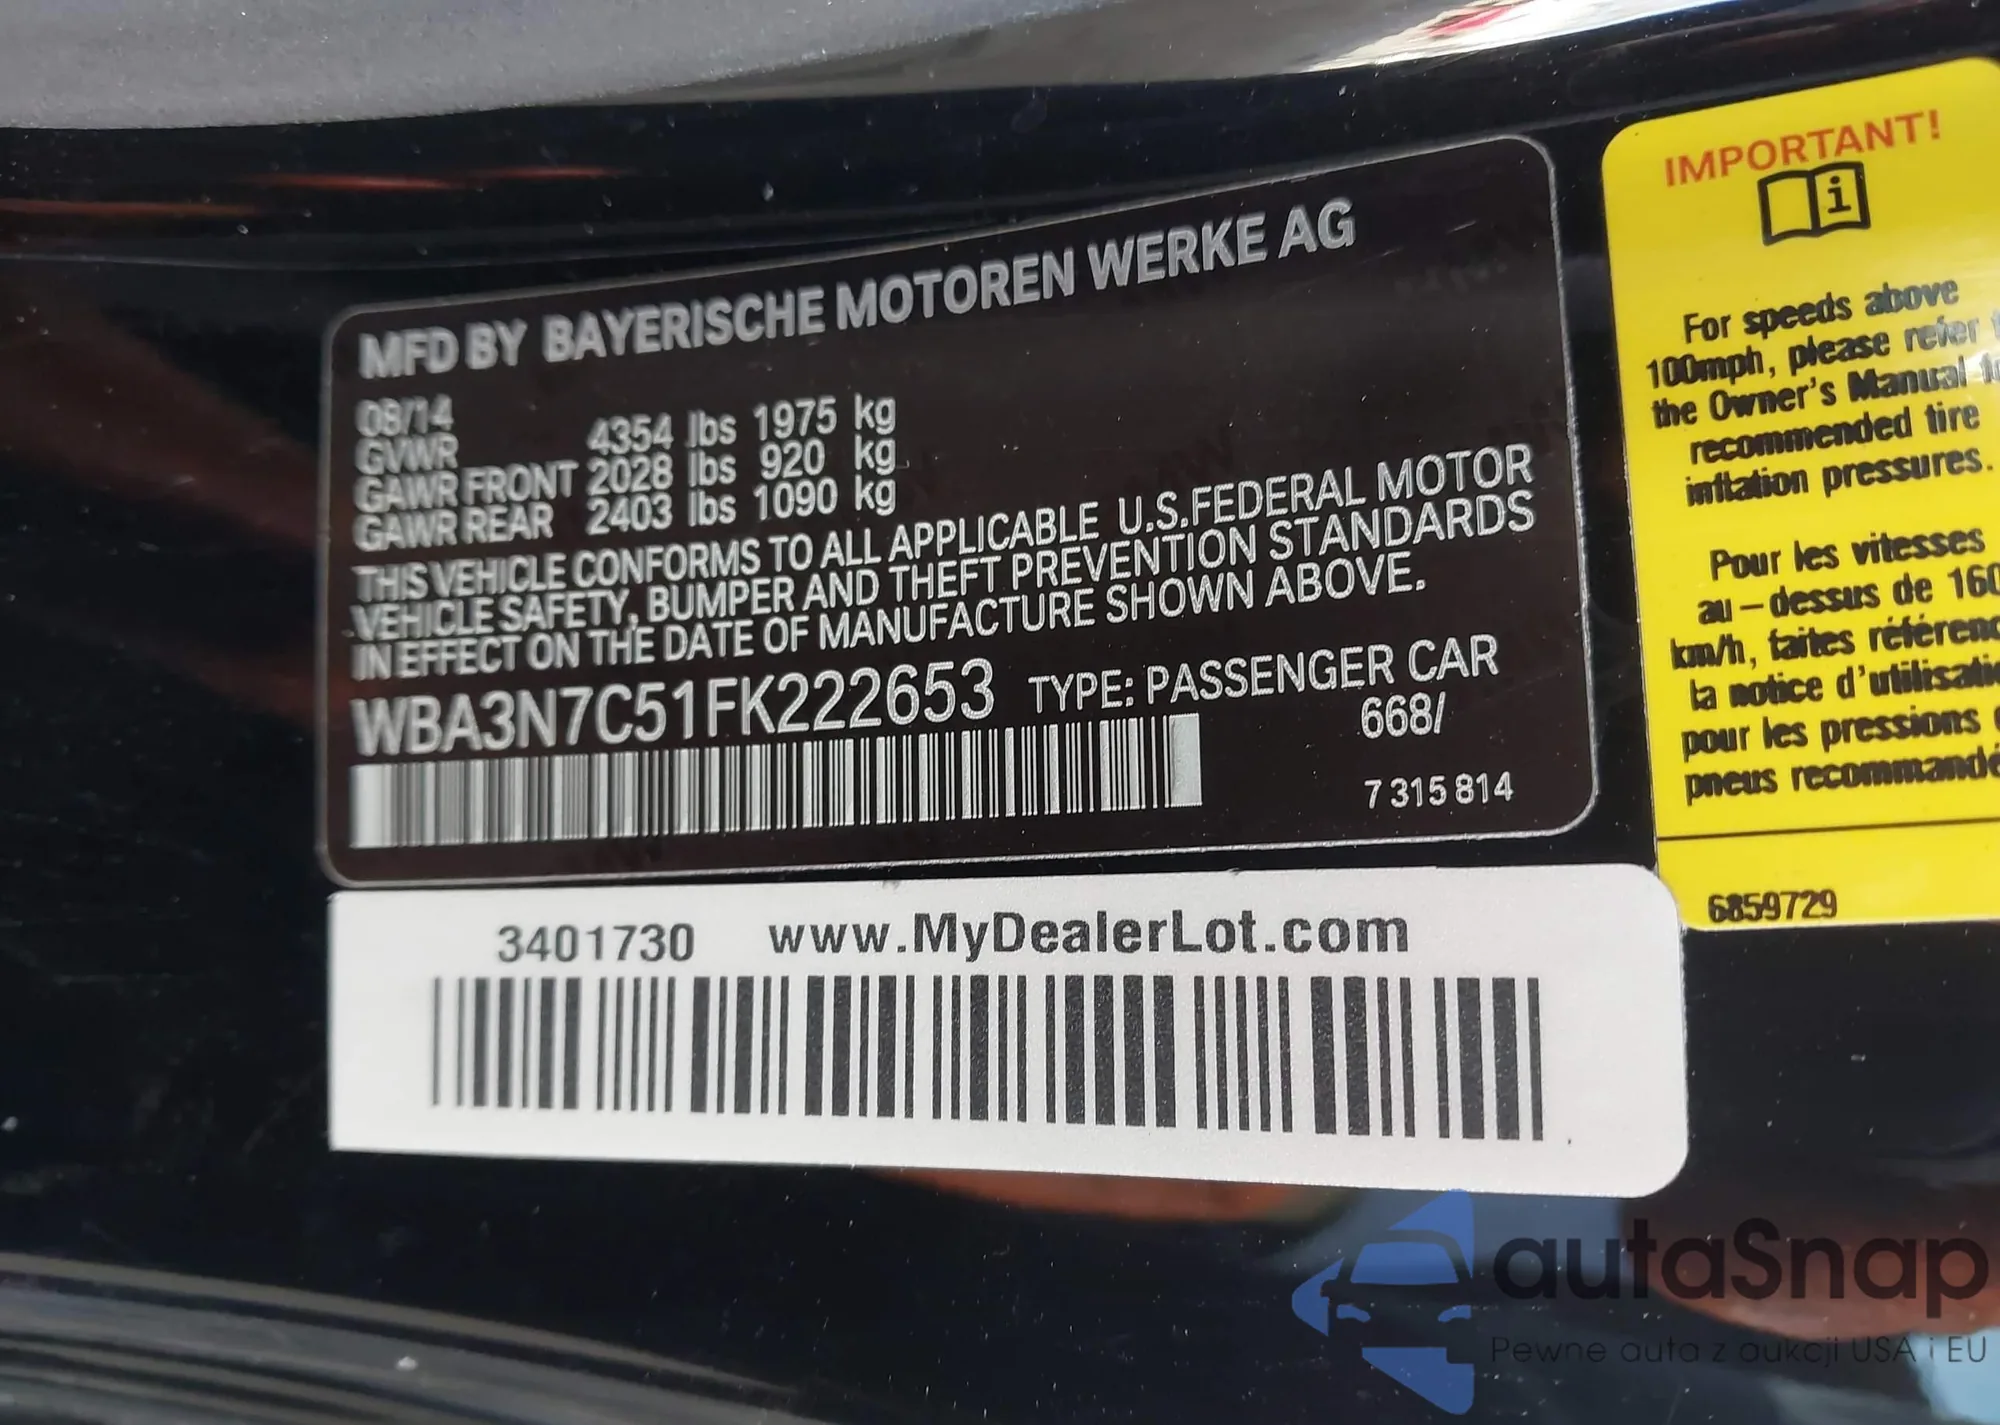 MFD BY BAYERISCHE MOTOREN WERKE AG
08/14
GVWR 4354 lbs 1975 kg
GAWR FRONT 2028 lbs 920 kg
GAWR REAR 2403 lbs 1090 kg
THIS VEHICLE CONFORMS TO ALL APPLICABLE U.S.FEDERAL MOTOR
VEHICLE SAFETY, BUMPER AND THEFT PREVENTION STANDARDS
IN EFFECT ON THE DATE OF MANUFACTURE SHOWN ABOVE.
WBA3N7C51FK222653 TYPE: PASSENGER CAR
668/
7 315 814
3401730 www.MyDealerLot.com
IMPORTANT!
i
For speeds above
100mph, please refer
the Owner's Manual
recommended tire
inflation pressures.
Pour les vitesses
au-dessus de 160
km/h, faites
la notice
pour les pressions
pneus
6859729
autaSnap
Pewne auta z aukcji USA i EU